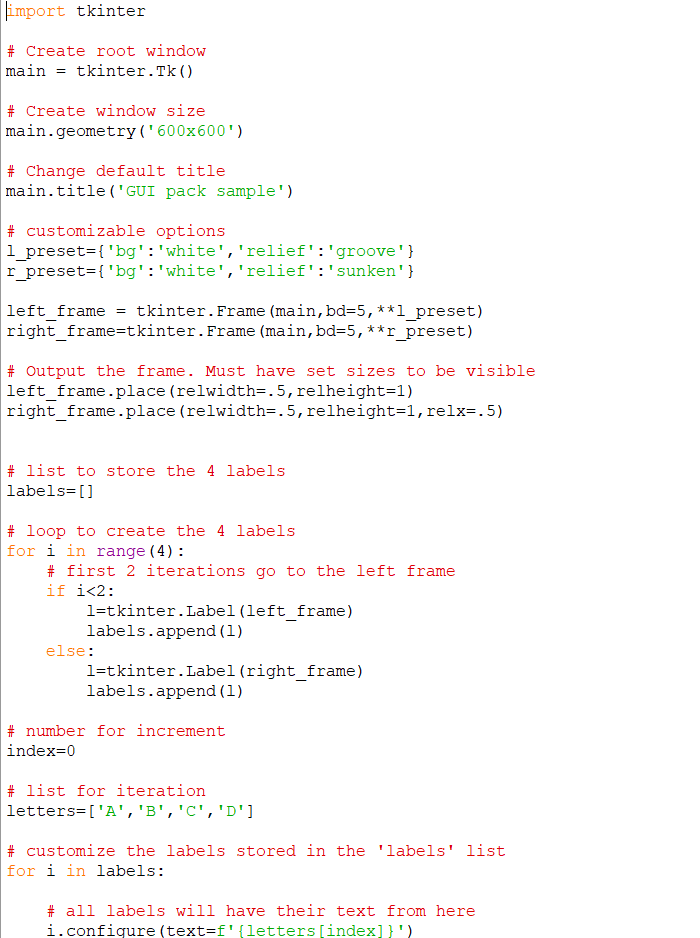 import tkinter
# Create root window
main = tkinter.Tk()
# Create window size
main.geometry('600x600')
# Change default title
main.title('GUI pack sample')
# customizable options
l_preset={'bg':'white','relief':'groove'}
r_preset={'bg':'white','relief':'sunken'}
left_frame = tkinter.Frame(main,bd=5,**l_preset)
right_frame=tkinter.Frame(main,bd=5,**r_preset)
# Output the frame. Must have set sizes to be visible
left_frame.place(relwidth=.5,relheight=1)
right_frame.place(relwidth=.5,relheight=1,relx=.5)
# list to store the 4 labels
labels=[]
# loop to create the 4 labels
for i in range(4):
    # first 2 iterations go to the left frame
    if i<2:
        l=tkinter.Label(left_frame)
        labels.append(l)
    else:
        l=tkinter.Label(right_frame)
        labels.append(l)
# number for increment
index=0
# list for iteration
letters=['A','B','C','D']
# customize the labels stored in the 'labels' list
for i in labels:
    # all labels will have their text from here
    i.configure(text=f'{letters[index]}')